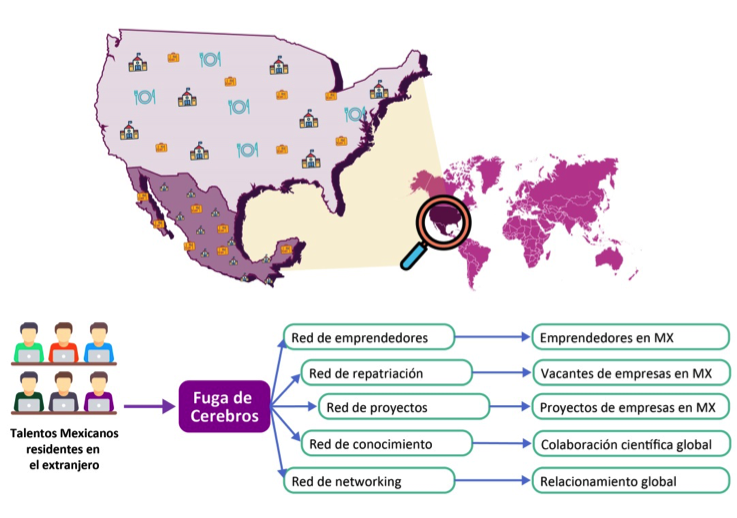 Talentos Mexicanos
residentes en
el extranjero
Fuga de
Cerebros
Red de emprendedores
Emprendedores en MX
Red de repatriación
Vacantes de empresas en MX
Red de proyectos
Proyectos de empresas en MX
Red de conocimiento
Colaboración científica global
Red de networking
Relacionamiento global